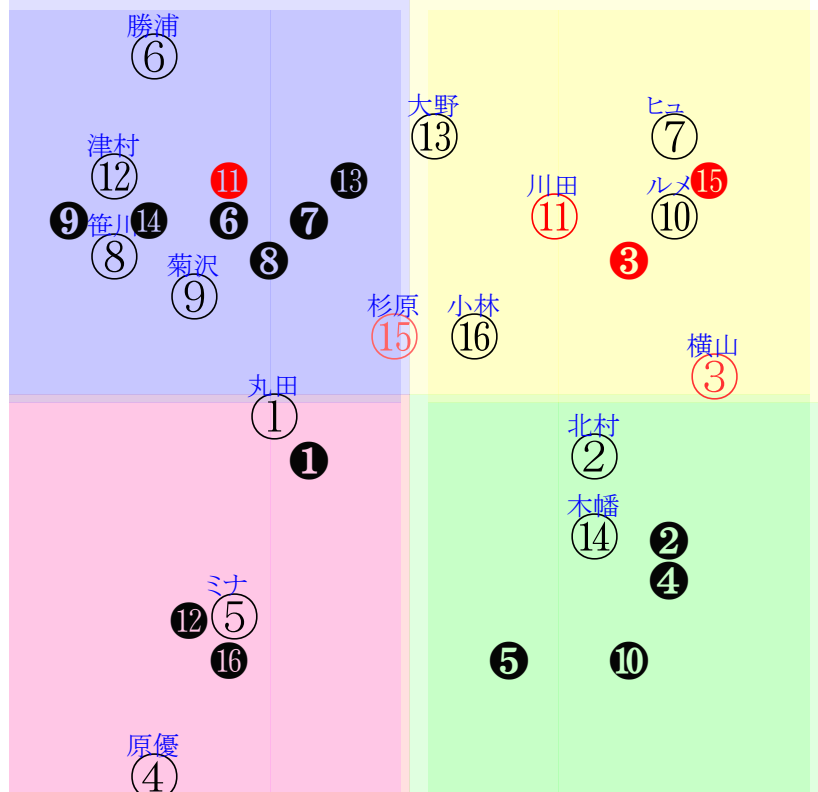 勝浦
⑥
大野
⑬
ヒュ
⑦
津村
⑫
⓫
⓭
川田
⑪
ルメ
⑩
⓯
❾
笹川
⑧
⓮
❻
❼
❽
❸
菊沢
⑨
杉原
⑮
小林
⑯
横山
③
丸田
①
❶
北村
②
木幡
⑭
❷
❹
ミナ
⑤
⓬
⓰
❺
❿
原優
④